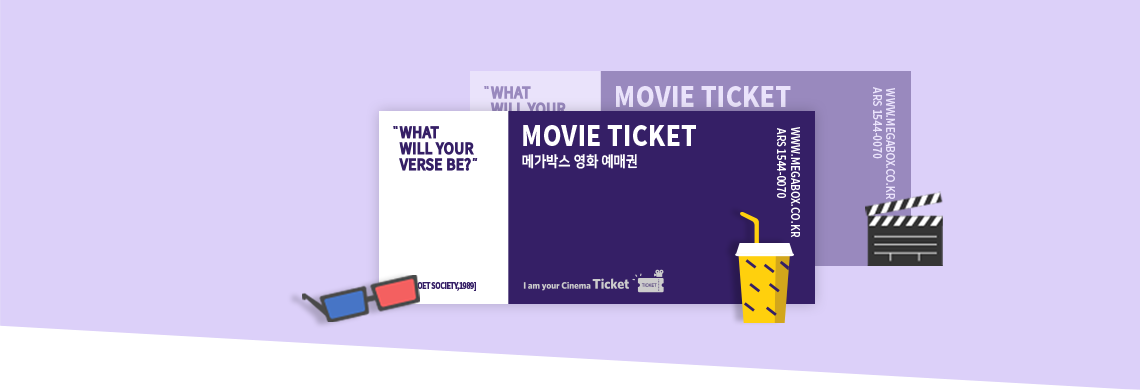 "WHAT
WILL YOUR
MOVIE TICKET
WWW.MEGABOX.CO.KR
ARS 1544-0070
"WHAT
WILL YOUR
VERSE BE?"
OET SOCIETY,1989]
MOVIE TICKET
메가박스 영화 예매권
WWW.MEGABOX.CO.KR
ARS 1544-0070
I am your Cinema Ticket
TICKET